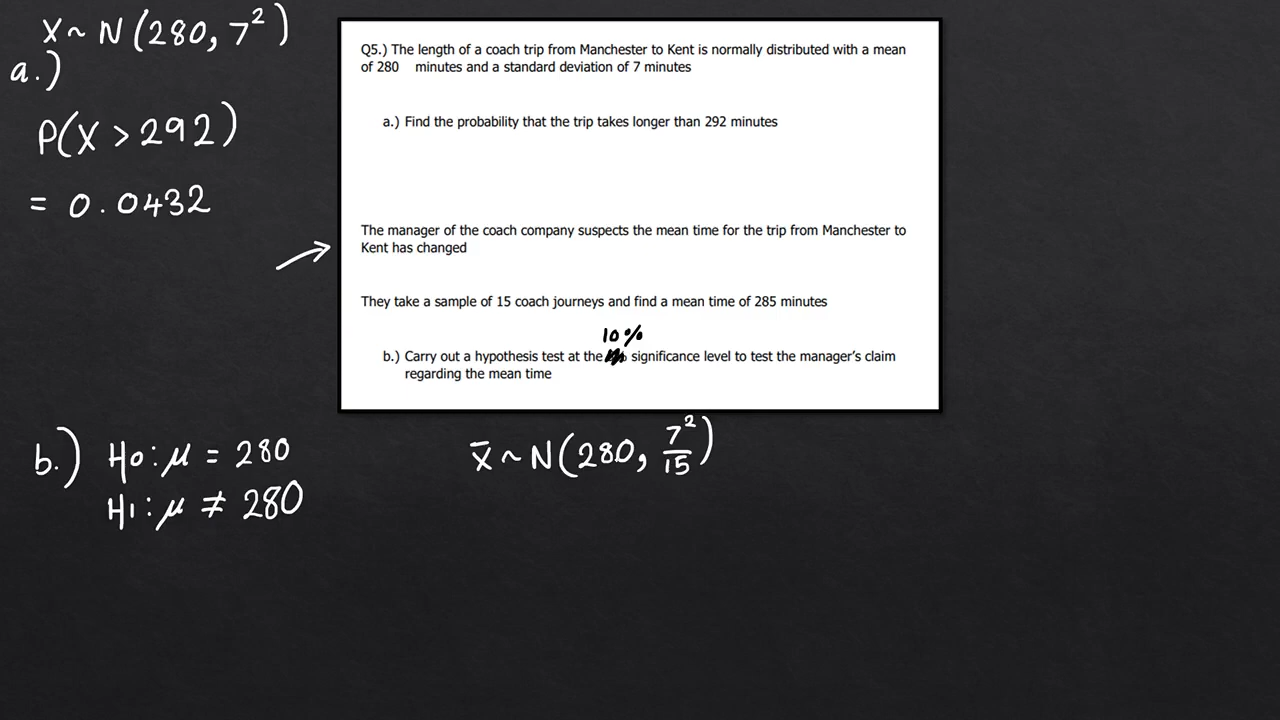 X ~ N(280, 7²)
a.)
P(X > 292)
= 0.0432
Q5.) The length of a coach trip from Manchester to Kent is normally distributed with a mean
of 280 minutes and a standard deviation of 7 minutes
a.) Find the probability that the trip takes longer than 292 minutes
The manager of the coach company suspects the mean time for the trip from Manchester to
Kent has changed
They take a sample of 15 coach journeys and find a mean time of 285 minutes
10%
b.) Carry out a hypothesis test at the significance level to test the manager's claim
regarding the mean time
b.) H0 : μ = 280
H1 : μ ≠ 280
X̄ ~ N(280, 7²/15)